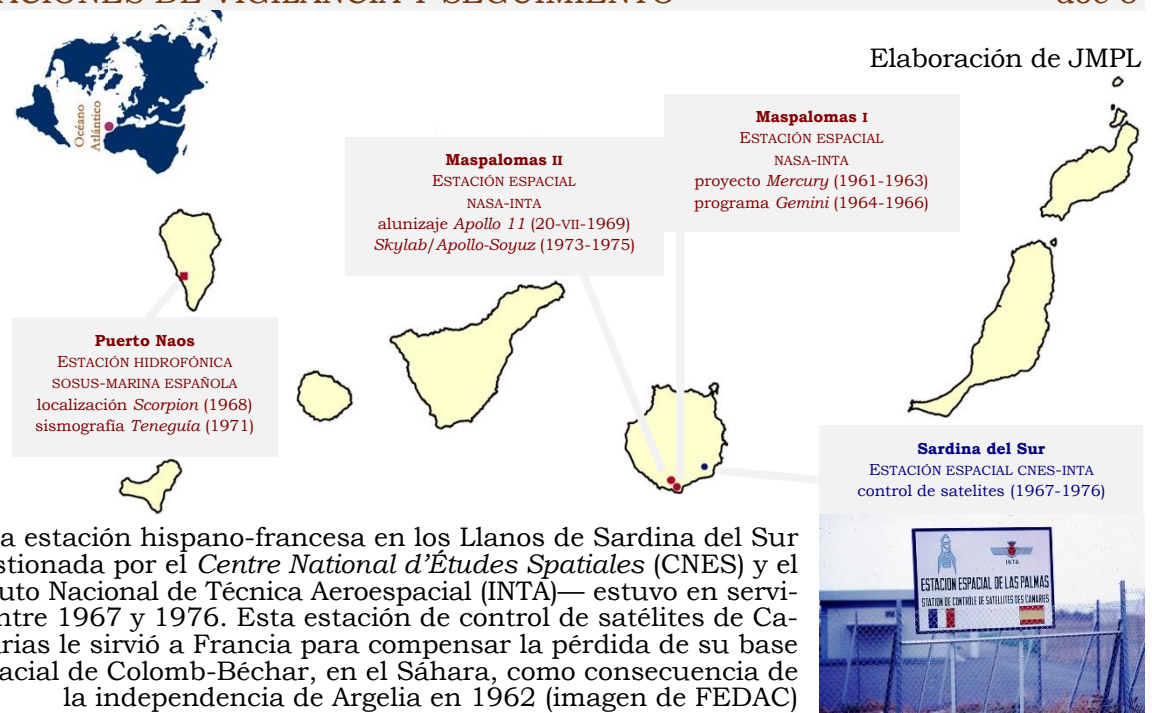 ACIONES DE VIGILANCIA Y SEGUIMIENTO
Elaboración de JMPL
Océano
Atlántico
Maspalomas I
ESTACIÓN ESPACIAL
NASA-INTA
proyecto Mercury (1961-1963)
programa Gemini (1964-1966)
Maspalomas II
ESTACIÓN ESPACIAL
NASA-INTA
alunizaje Apollo 11 (20-VII-1969)
Skylab/Apollo-Soyuz (1973-1975)
Puerto Naos
ESTACIÓN HIDROFÓNICA
SOSUS-MARINA ESPAÑOLA
localización Scorpion (1968)
sismografía Teneguía (1971)
Sardina del Sur
ESTACIÓN ESPACIAL CNES-INTA
control de satelites (1967-1976)
a estación hispano-francesa en los Llanos de Sardina del Sur
stionada por el Centre National d’Études Spatiales (CNES) y el
uto Nacional de Técnica Aeroespacial (INTA)— estuvo en servi-
ntre 1967 y 1976. Esta estación de control de satélites de Ca-
rias le sirvió a Francia para compensar la pérdida de su base
acial de Colomb-Béchar, en el Sáhara, como consecuencia de
la independencia de Argelia en 1962 (imagen de FEDAC)
INTA
ESTACION ESPACIAL DE LAS PALMAS
STATION DE CONTROLE DE SATELLITES DES CANARIES